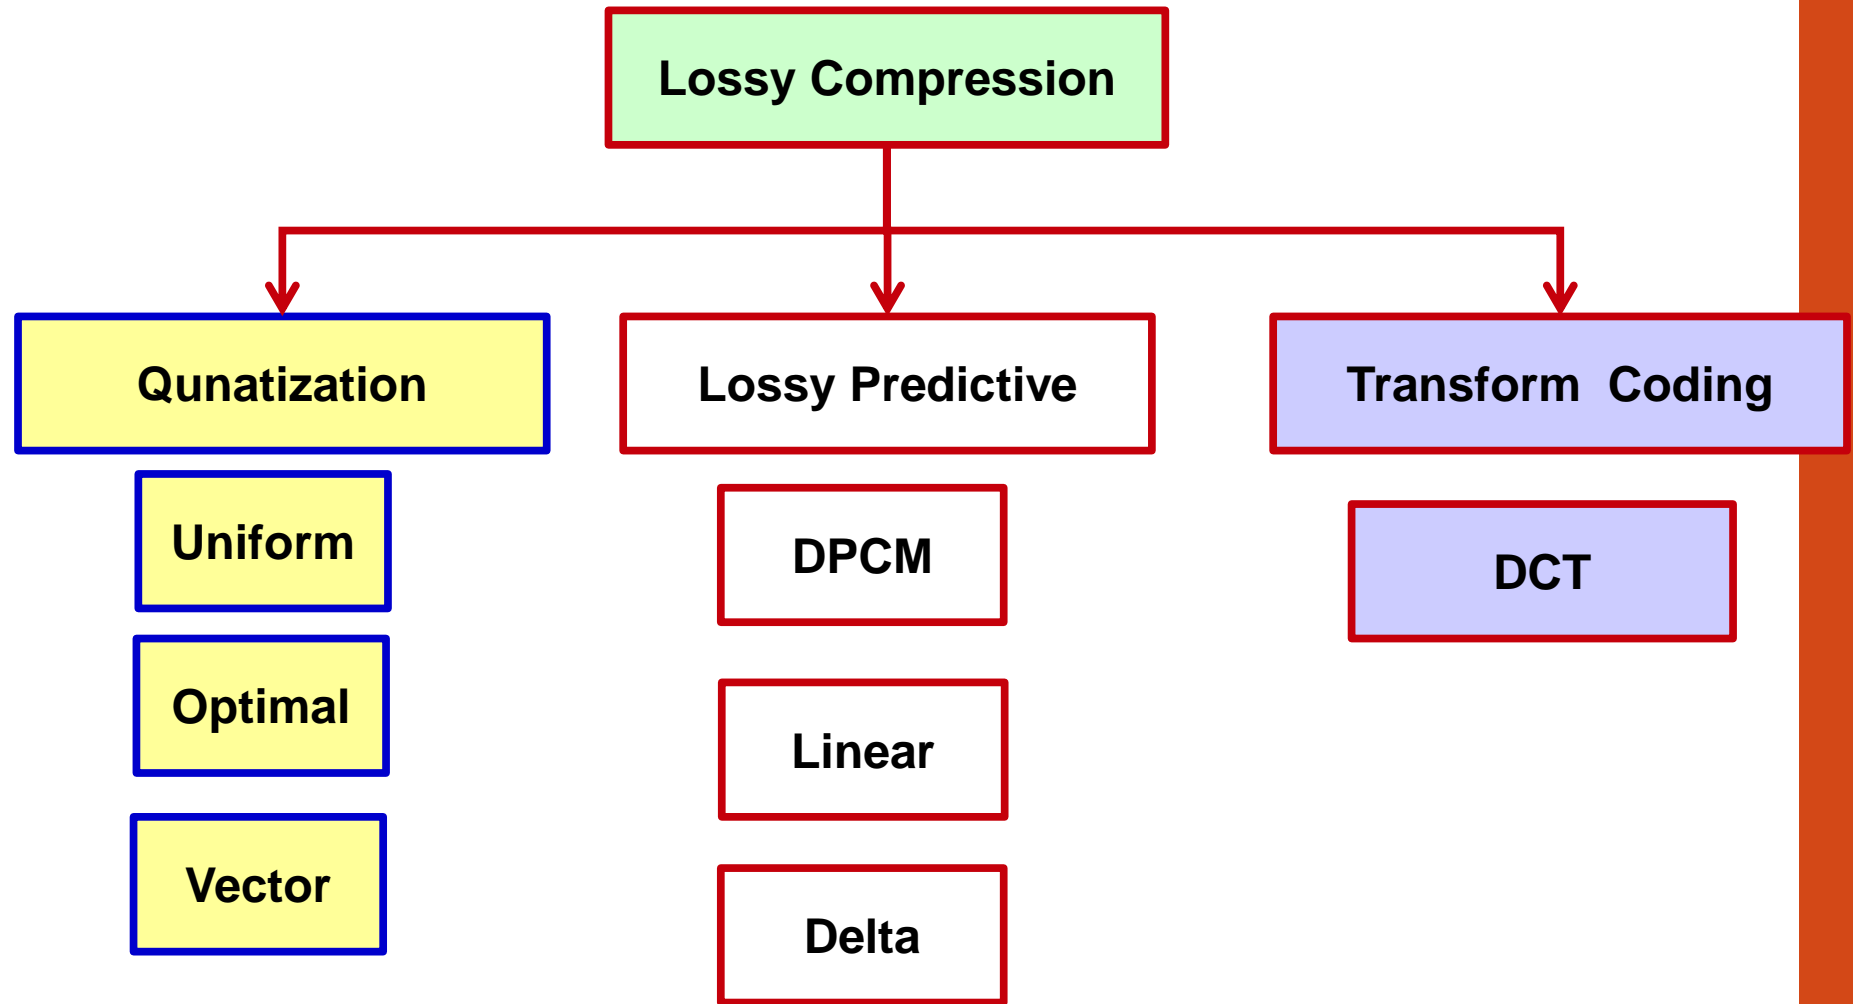 Lossy Compression
Qunatization
Lossy Predictive
Transform Coding
Uniform
DPCM
DCT
Optimal
Linear
Vector
Delta